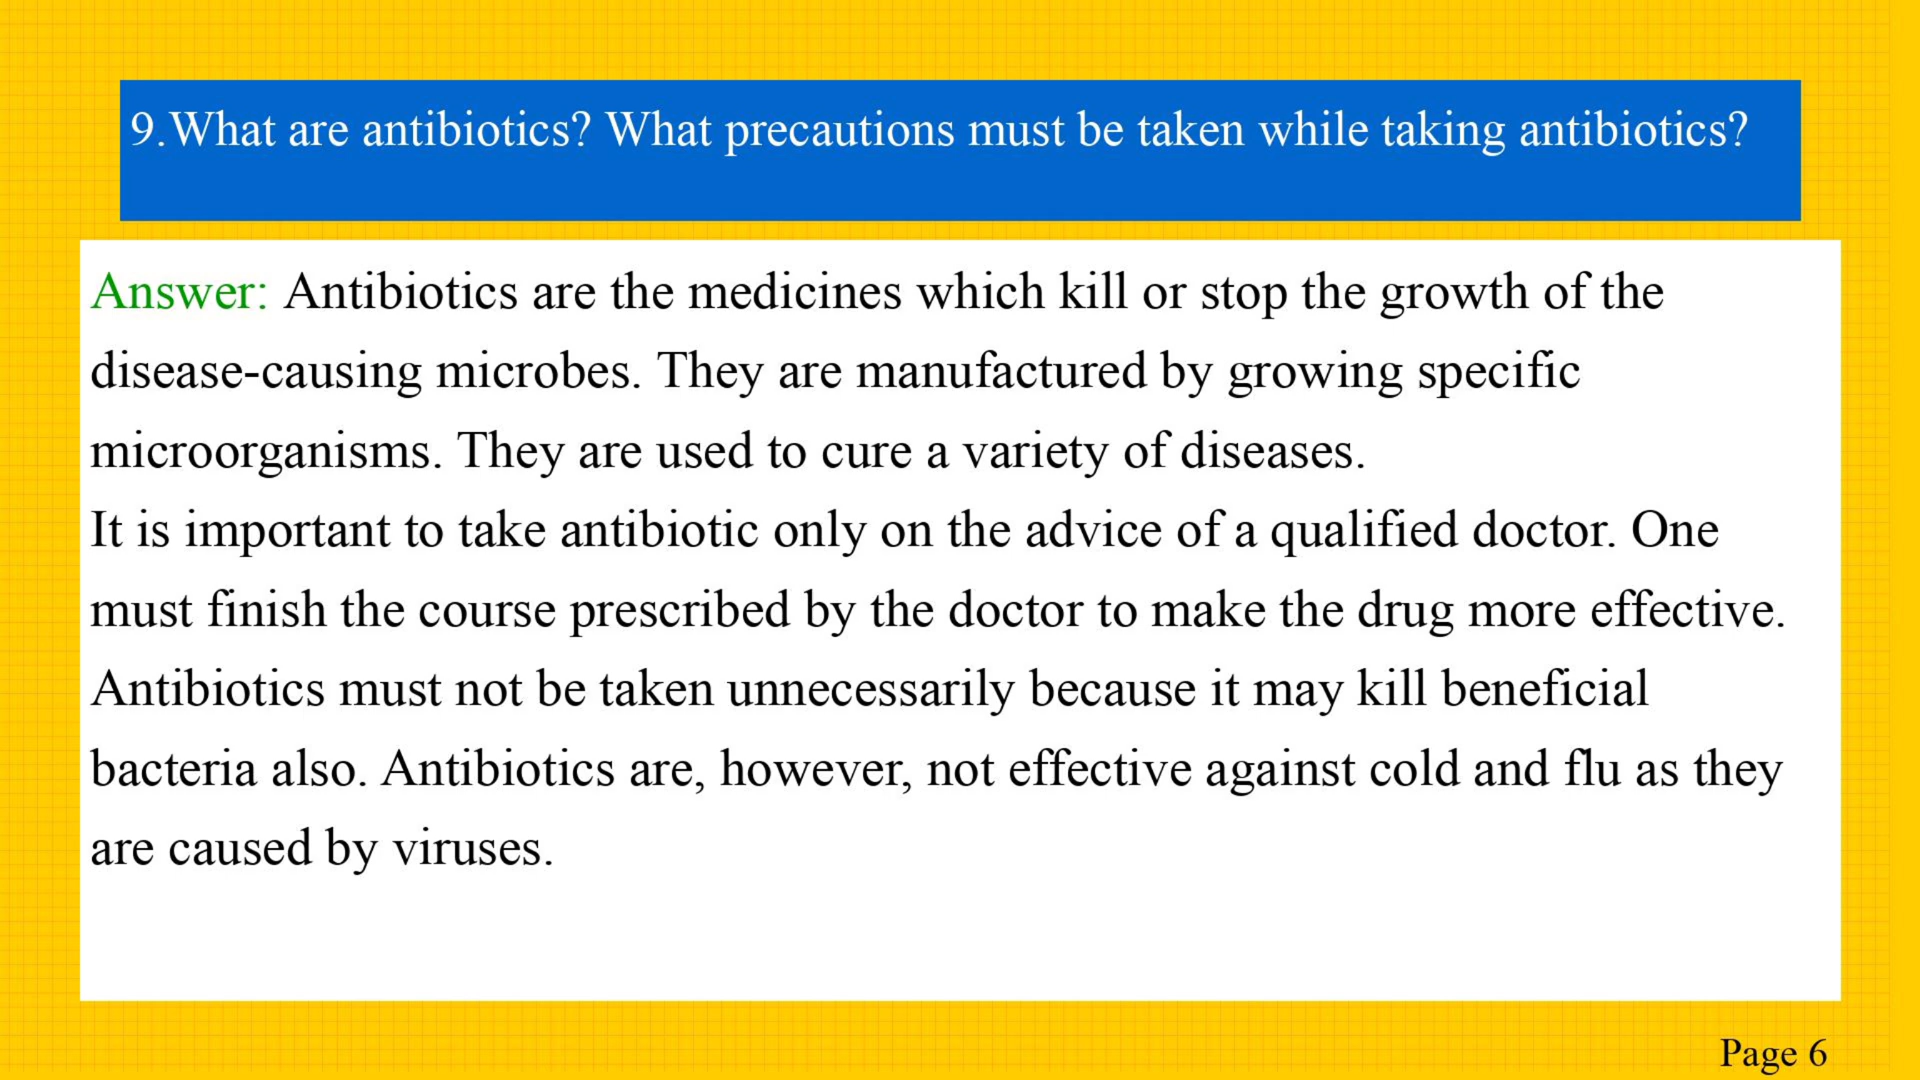 9.What are antibiotics? What precautions must be taken while taking antibiotics?
Answer: Antibiotics are the medicines which kill or stop the growth of the
disease-causing microbes. They are manufactured by growing specific
microorganisms. They are used to cure a variety of diseases.
It is important to take antibiotic only on the advice of a qualified doctor. One
must finish the course prescribed by the doctor to make the drug more effective.
Antibiotics must not be taken unnecessarily because it may kill beneficial
bacteria also. Antibiotics are, however, not effective against cold and flu as they
are caused by viruses.
Page 6